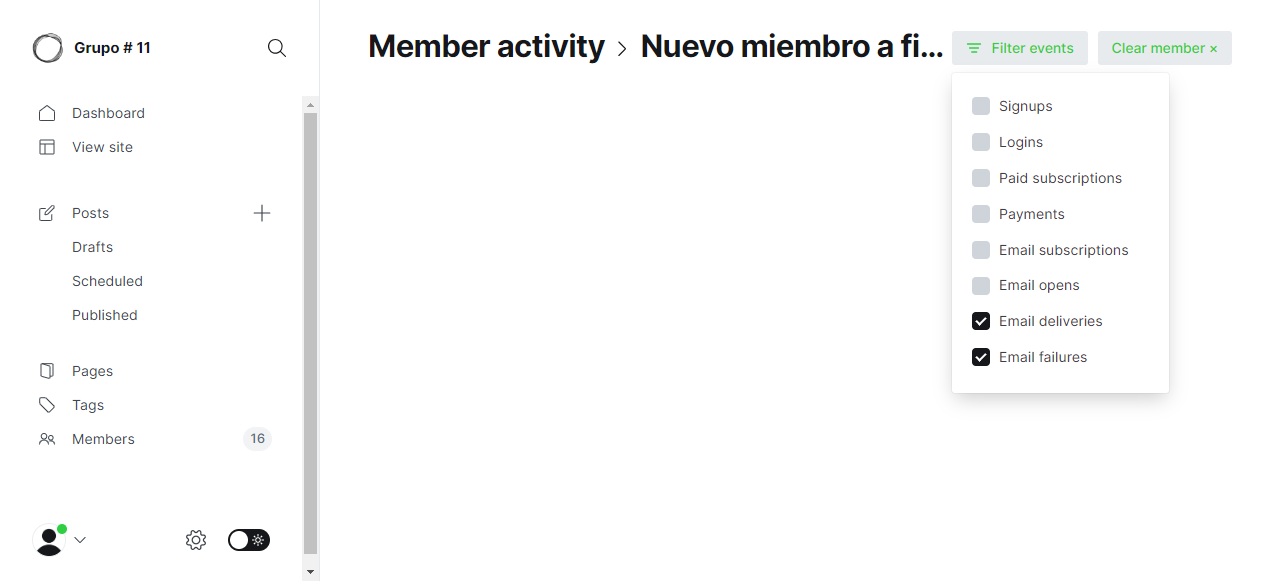 Grupo # 11
Dashboard
View site
Posts
Drafts
Scheduled
Published
Pages
Tags
Members 16
Member activity > Nuevo miembro a fi...
Filter events
Clear member ×
Signups
Logins
Paid subscriptions
Payments
Email subscriptions
Email opens
Email deliveries
Email failures